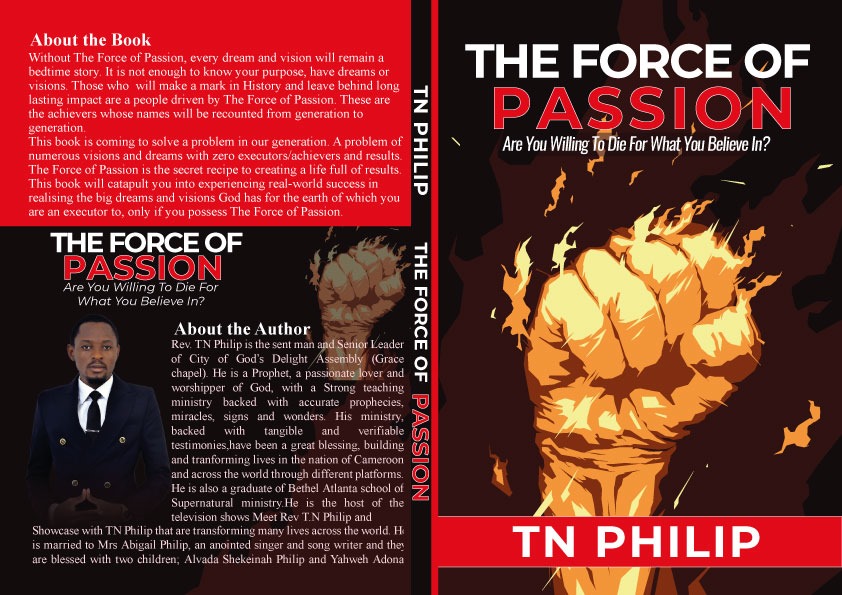 About the Book
Without The Force of Passion, every dream and vision will remain a
bedtime story. It is not enough to know your purpose, have dreams or
visions. Those who will make a mark in History and leave behind long
lasting impact are a people driven by The Force of Passion. These are
the achievers whose names will be recounted from generation to
generation.
This book is coming to solve a problem in our generation. A problem of
numerous visions and dreams with zero executors/achievers and results.
The Force of Passion is the secret recipe to creating a life full of results.
This book will catapult you into experiencing real-world success in
realising the big dreams and visions God has for the earth of which you
are an executor to, only if you possess The Force of Passion.
THE FORCE OF
PASSION
Are You Willing To Die For
What You Believe In?
About the Author
Rev. TN Philip is the sent man and Senior Leader
of City of God's Delight Assembly (Grace
chapel). He is a Prophet, a passionate lover and
worshipper of God, with a Strong teaching
ministry backed with accurate prophecies,
miracles, signs and wonders. His ministry,
backed with tangible and verifiable
testimonies,have been a great blessing, building
and tranforming lives in the nation of Cameroon
and across the world through different platforms.
He is also a graduate of Bethel Atlanta school of
Supernatural ministry.He is the host of the
television shows Meet Rev T.N Philip and
Showcase with TN Philip that are transforming many lives across the world. He
is married to Mrs Abigail Philip, an anointed singer and song writer and they
are blessed with two children; Alvada Shekeinah Philip and Yahweh Adona
TN PHILIP
THE FORCE OF PASSION
THE FORCE OF
PASSION
Are You Willing To Die For What You Believe In?
TN PHILIP